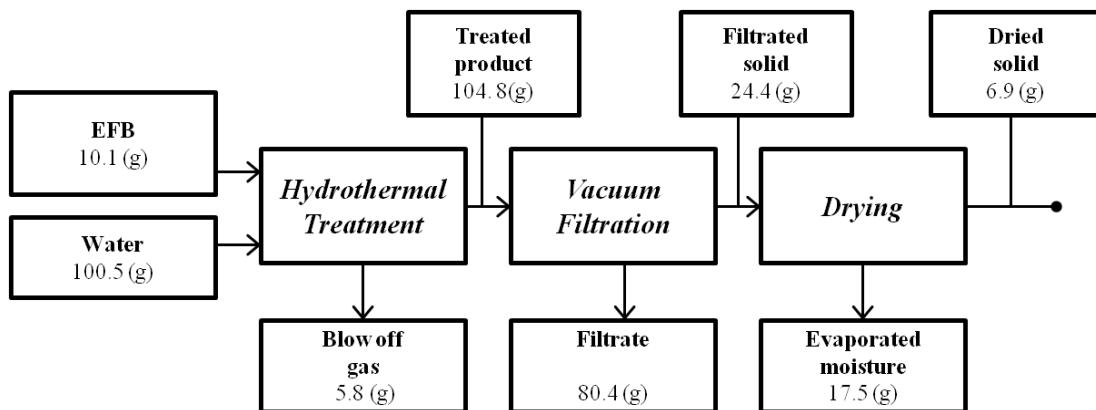 Treated
product
104.8(g)
Filtrated
solid
24.4 (g)
Dried
solid
6.9 (g)
EFB
10.1 (g)
Water
100.5 (g)
Hydrothermal
Treatment
Vacuum
Filtration
Drying
Blow off
gas
5.8 (g)
Filtrate
80.4 (g)
Evaporated
moisture
17.5 (g)